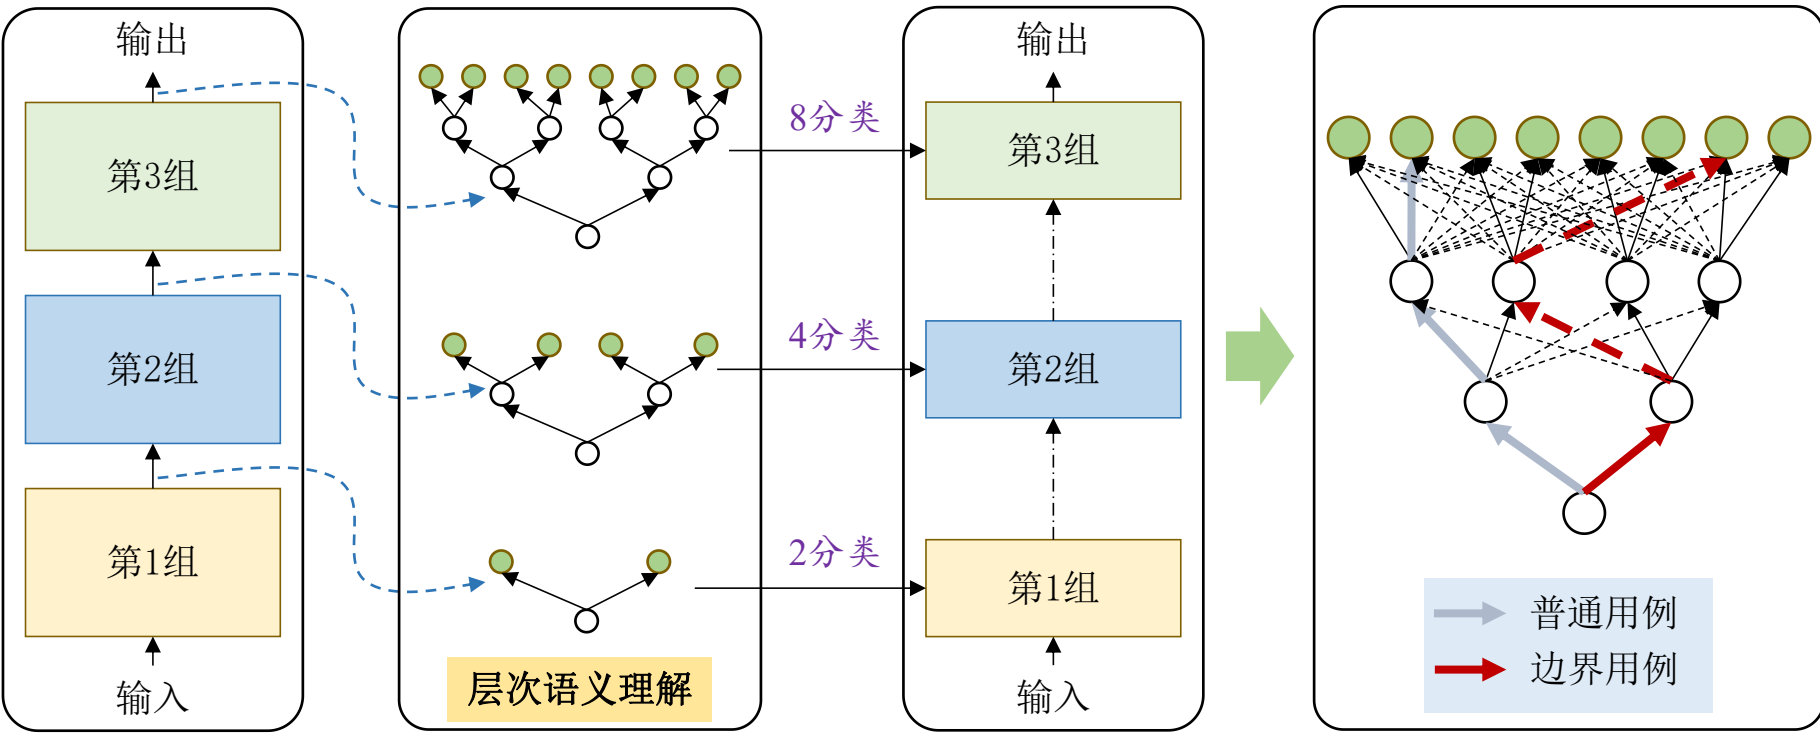 输出
第3组
第2组
第1组
输入
层次语义理解
8分类
4分类
2分类
输出
第3组
第2组
第1组
输入
普通用例
边界用例